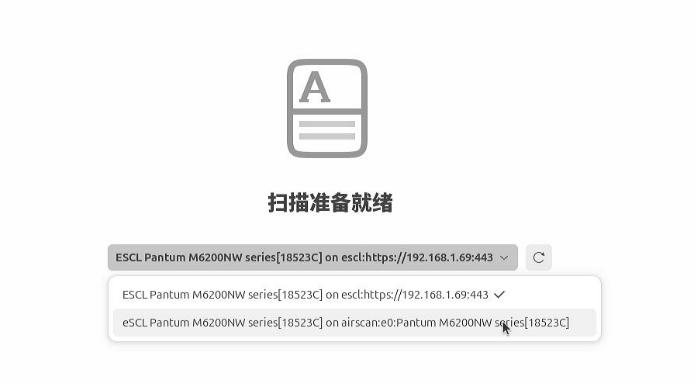 A
扫描准备就绪
ESCL Pantum M6200NW series[18523C] on escl:https://192.168.1.69:443
ESCL Pantum M6200NW series[18523C] on escl:https://192.168.1.69:443
eSCL Pantum M6200NW series[18523C] on airscan:e0:Pantum M6200NW series[18523C]